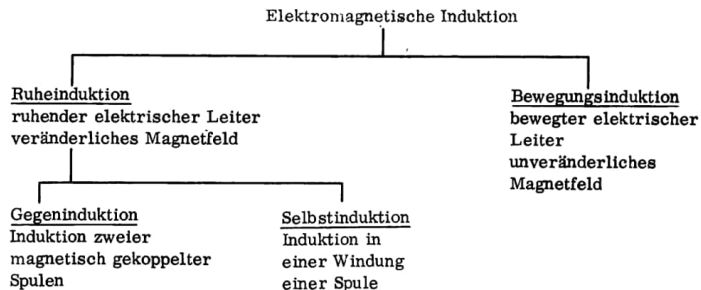 Elektromagnetische Induktion
Ruheinduktion
ruhender elektrischer Leiter
veränderliches Magnetfeld
Bewegungsinduktion
bewegter elektrischer
Leiter
unveränderliches
Magnetfeld
Gegeninduktion
Induktion zweier
magnetisch gekoppelter
Spulen
Selbstinduktion
Induktion in
einer Windung
einer Spule